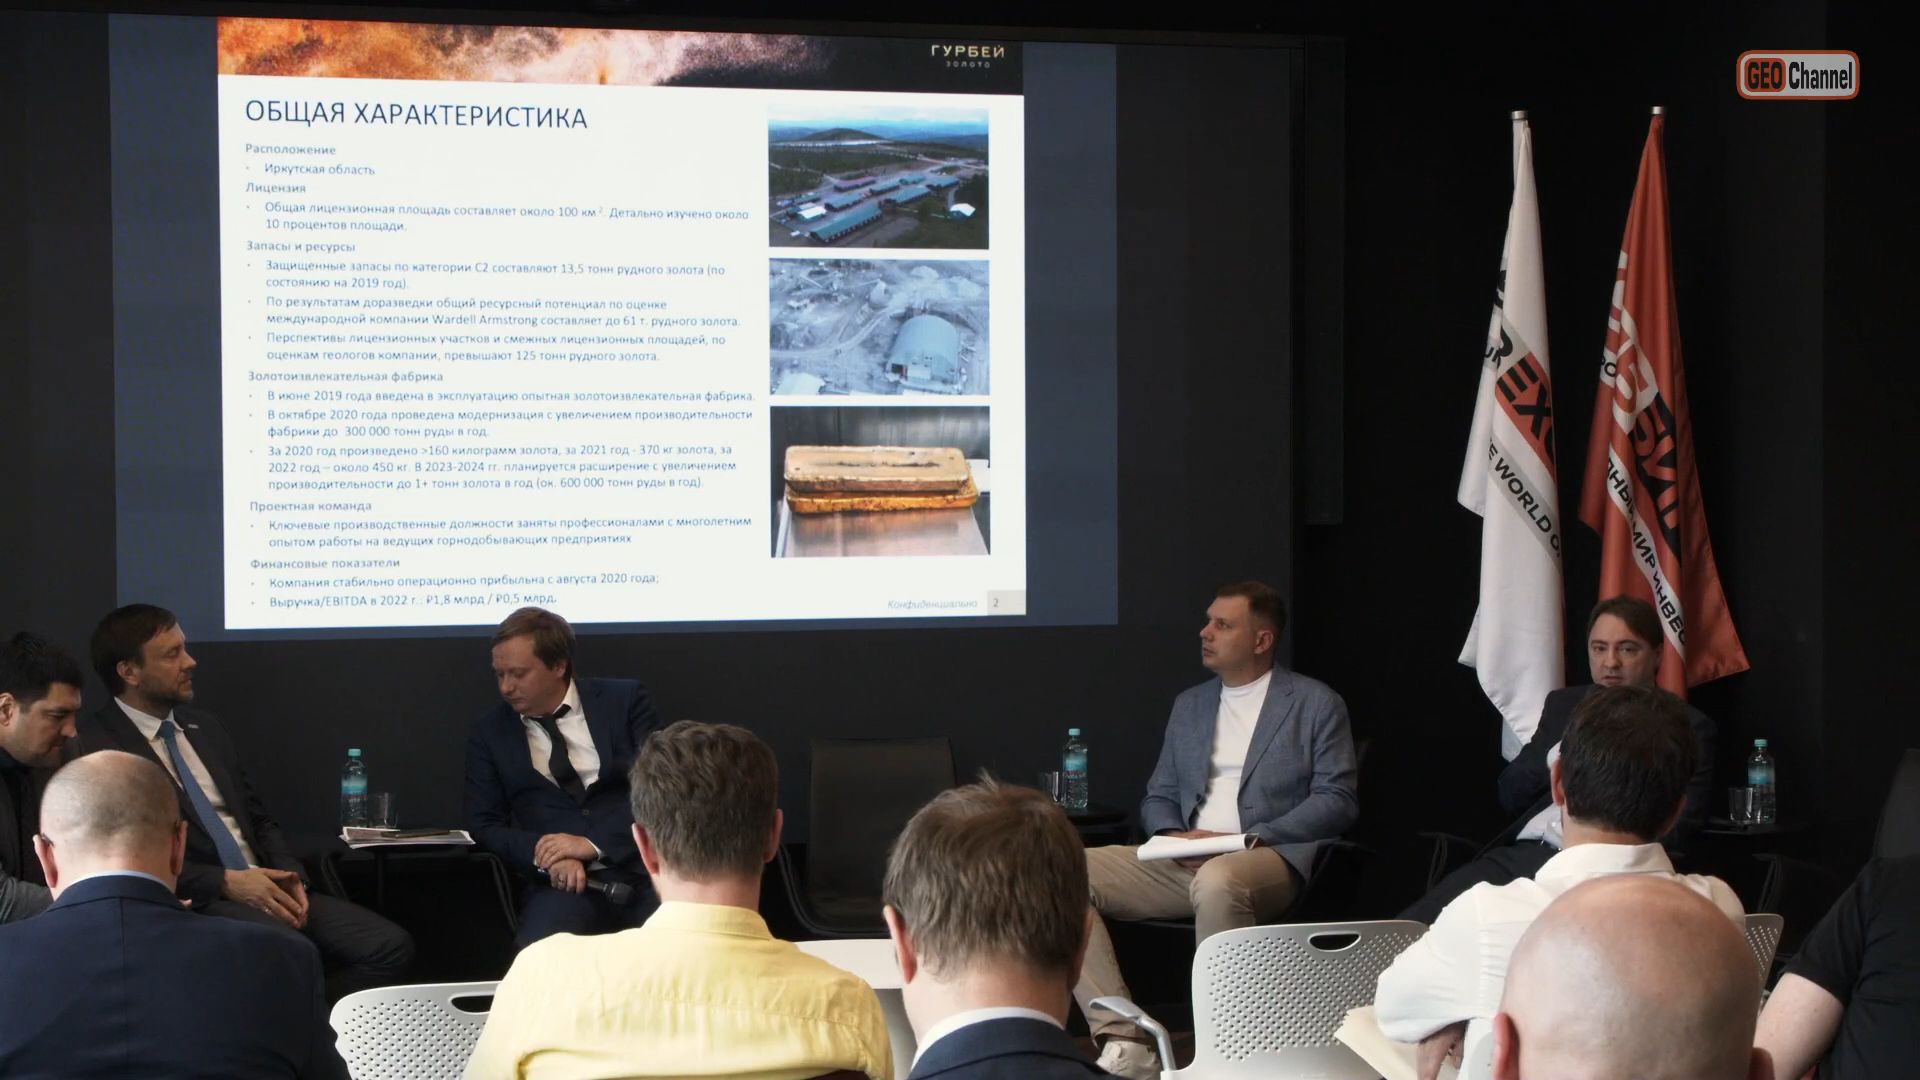 GEO Channel
ГУРБЕЙ
ЗОЛОТО
ОБЩАЯ ХАРАКТЕРИСТИКА
Расположение
• Иркутская область
Лицензия
• Общая лицензионная площадь составляет около 100 км². Детально изучено около
10 процентов площади.
Запасы и ресурсы
• Защищенные запасы по категории С2 составляют 13,5 тонн рудного золота (по
состоянию на 2019 год).
• По результатам доразведки общий ресурсный потенциал по оценке
международной компании Wardell Armstrong составляет до 61 т. рудного золота.
• Перспективы лицензионных участков и смежных лицензионных площадей, по
оценкам геологов компании, превышают 125 тонн рудного золота.
Золотоизвлекательная фабрика
• В июне 2019 года введена в эксплуатацию опытная золотоизвлекательная фабрика.
• В октябре 2020 года проведена модернизация с увеличением производительности
фабрики до 300 000 тонн руды в год.
• За 2020 год произведено >160 килограмм золота, за 2021 год - 370 кг золота, за
2022 год – около 450 кг. В 2023-2024 гг. планируется расширение с увеличением
производительности до 1+ тонн золота в год (ок. 600 000 тонн руды в год).
Проектная команда
• Ключевые производственные должности заняты профессионалами с многолетним
опытом работы на ведущих горнодобывающих предприятиях
Финансовые показатели
• Компания стабильно операционно прибыльна с августа 2020 года;
• Выручка/EBITDA в 2022 г.: ₽1,8 млрд / ₽0,5 млрд.
Конфиденциально 2
WORLD
МИР